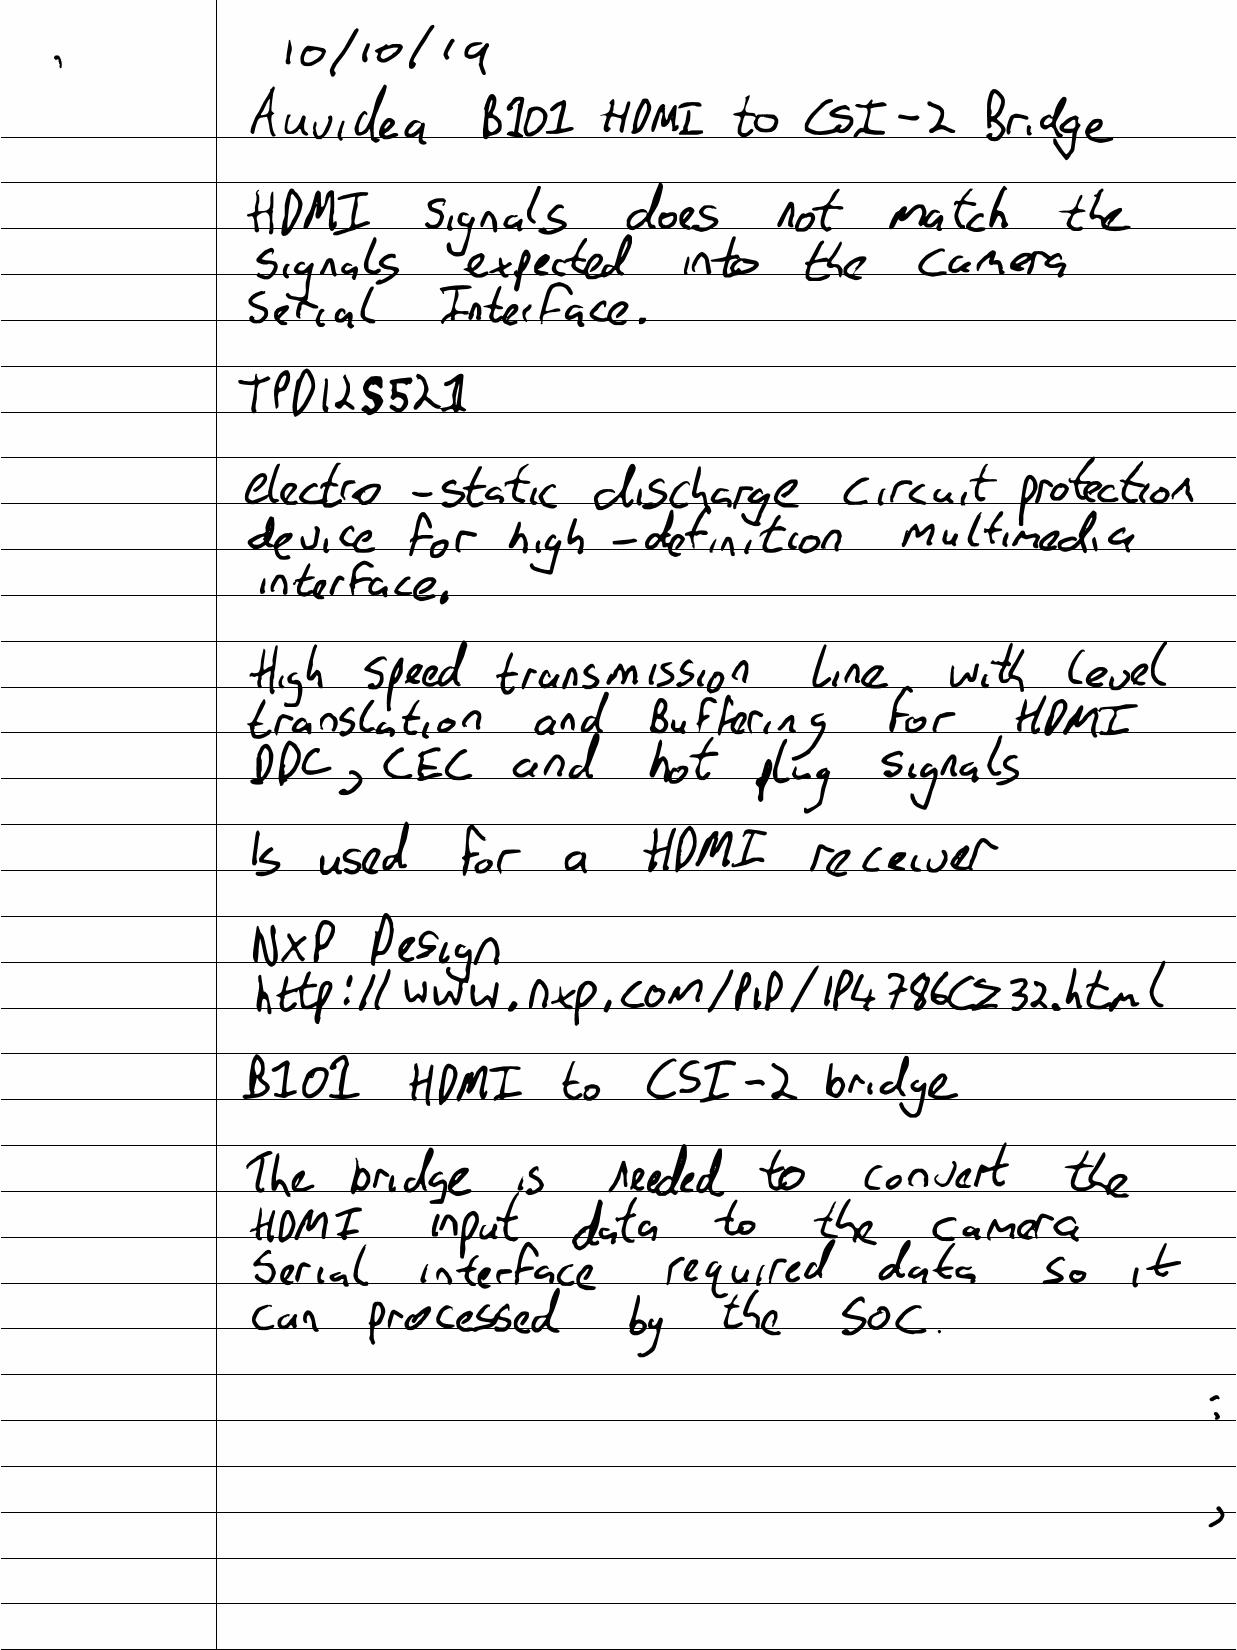 10/10/19
Auvidea B101 HDMI to CSI-2 Bridge
HDMI signals does not match the
signals expected into the camera
Serial Interface.
TPD12S521
electro-static discharge circuit protection
device for high-definition multimedia
interface.
High speed transmission line with level
translation and Buffering for HDMI
DDC, CEC and hot plug signals
Is used for a HDMI receiver
NXP Design
http://www.nxp.com/PiP/IP4786CZ32.html
B101 HDMI to CSI-2 bridge
The bridge is needed to convert the
HDMI input data to the camera
Serial interface required data so it
can processed by the SOC.